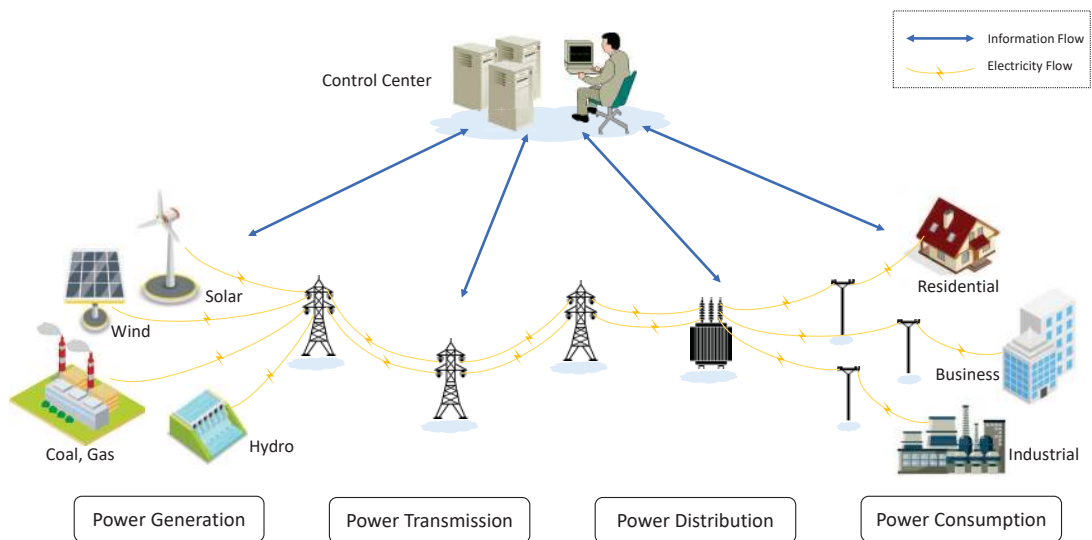 Control Center
Information Flow
Electricity Flow
Solar
Wind
Coal, Gas
Hydro
Residential
Business
Industrial
Power Generation
Power Transmission
Power Distribution
Power Consumption